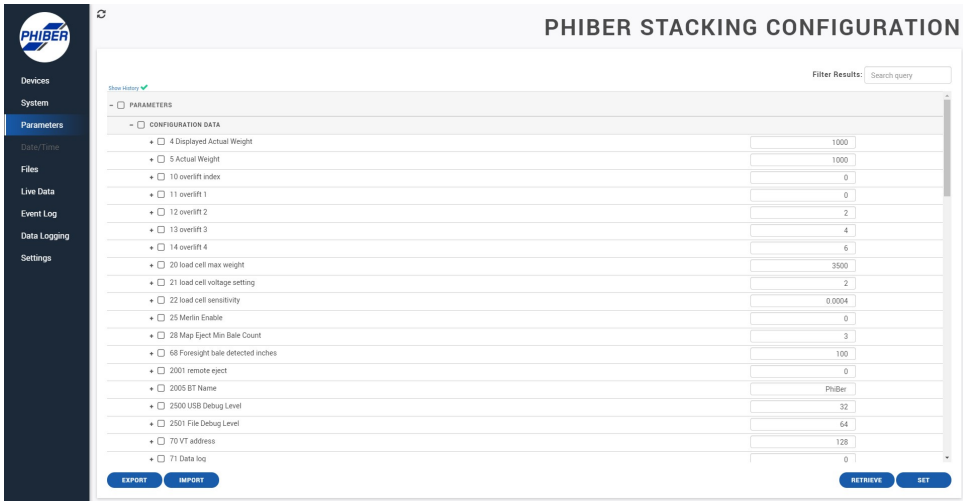 PHIBER
PHIBER STACKING CONFIGURATION
Devices
System
Parameters
Date/Time
Files
Live Data
Event Log
Data Logging
Settings
Filter Results: Search query
Show History
PARAMETERS
CONFIGURATION DATA
4 Displayed Actual Weight 1000
5 Actual Weight 1000
10 overlift index 0
11 overlift 1 0
12 overlift 2 2
13 overlift 3 4
14 overlift 4 6
20 load cell max weight 3500
21 load cell voltage setting 2
22 load cell sensitivity 0.0004
25 Merlin Enable 0
28 Map Eject Min Bale Count 3
68 Foresight bale detected inches 100
2001 remote eject 0
2005 BT Name PhiBer
2500 USB Debug Level 32
2501 File Debug Level 64
70 VT address 128
71 Data log 0
EXPORT IMPORT RETRIEVE SET